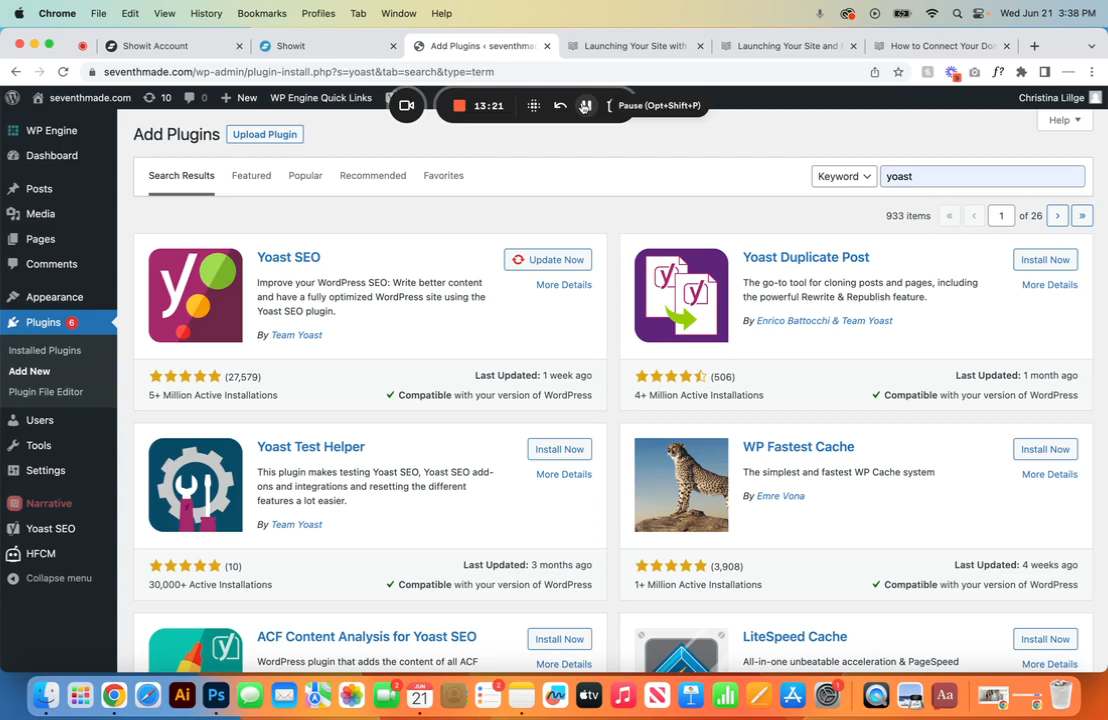 Chrome File Edit View History Bookmarks Profiles Tab Window Help Wed Jun 21 3:38 PM
Showit Account Showit Add Plugins ‹ seventhmade Launching Your Site with Launching Your Site and How to Connect Your Do
seventhmade.com/wp-admin/plugin-install.php?s=yoast&tab=search&type=term f?
seventhmade.com 10 0 New WP Engine Quick Links 13:21 Pause (Opt+Shift+P) Christina Lillge
WP Engine
Dashboard
Posts
Media
Pages
Comments
Appearance
Plugins 6
Installed Plugins
Add New
Plugin File Editor
Users
Tools
Settings
Narrative
Yoast SEO
HFCM
Collapse menu
Add Plugins Upload Plugin Help
Search Results Featured Popular Recommended Favorites Keyword yoast
933 items « ‹ 1 of 26 › »
Yoast SEO
Update Now
More Details
Improve your WordPress SEO: Write better content
and have a fully optimized WordPress site using the
Yoast SEO plugin.
By Team Yoast
(27,579)
5+ Million Active Installations
Last Updated: 1 week ago
Compatible with your version of WordPress
Yoast Duplicate Post
Install Now
More Details
The go-to tool for cloning posts and pages, including
the powerful Rewrite & Republish feature.
By Enrico Battocchi & Team Yoast
(506)
4+ Million Active Installations
Last Updated: 1 month ago
Compatible with your version of WordPress
Yoast Test Helper
Install Now
More Details
This plugin makes testing Yoast SEO, Yoast SEO add-
ons and integrations and resetting the different
features a lot easier.
By Team Yoast
(10)
30,000+ Active Installations
Last Updated: 3 months ago
Compatible with your version of WordPress
WP Fastest Cache
Install Now
More Details
The simplest and fastest WP Cache system
By Emre Vona
(3,908)
1+ Million Active Installations
Last Updated: 4 weeks ago
Compatible with your version of WordPress
ACF Content Analysis for Yoast SEO
Install Now
More Details
WordPress plugin that adds the content of all ACF
LiteSpeed Cache
Install Now
More Details
All-in-one unbeatable acceleration & PageSpeed
Ai Ps 2 JUN 21 2 tv 1 Aa